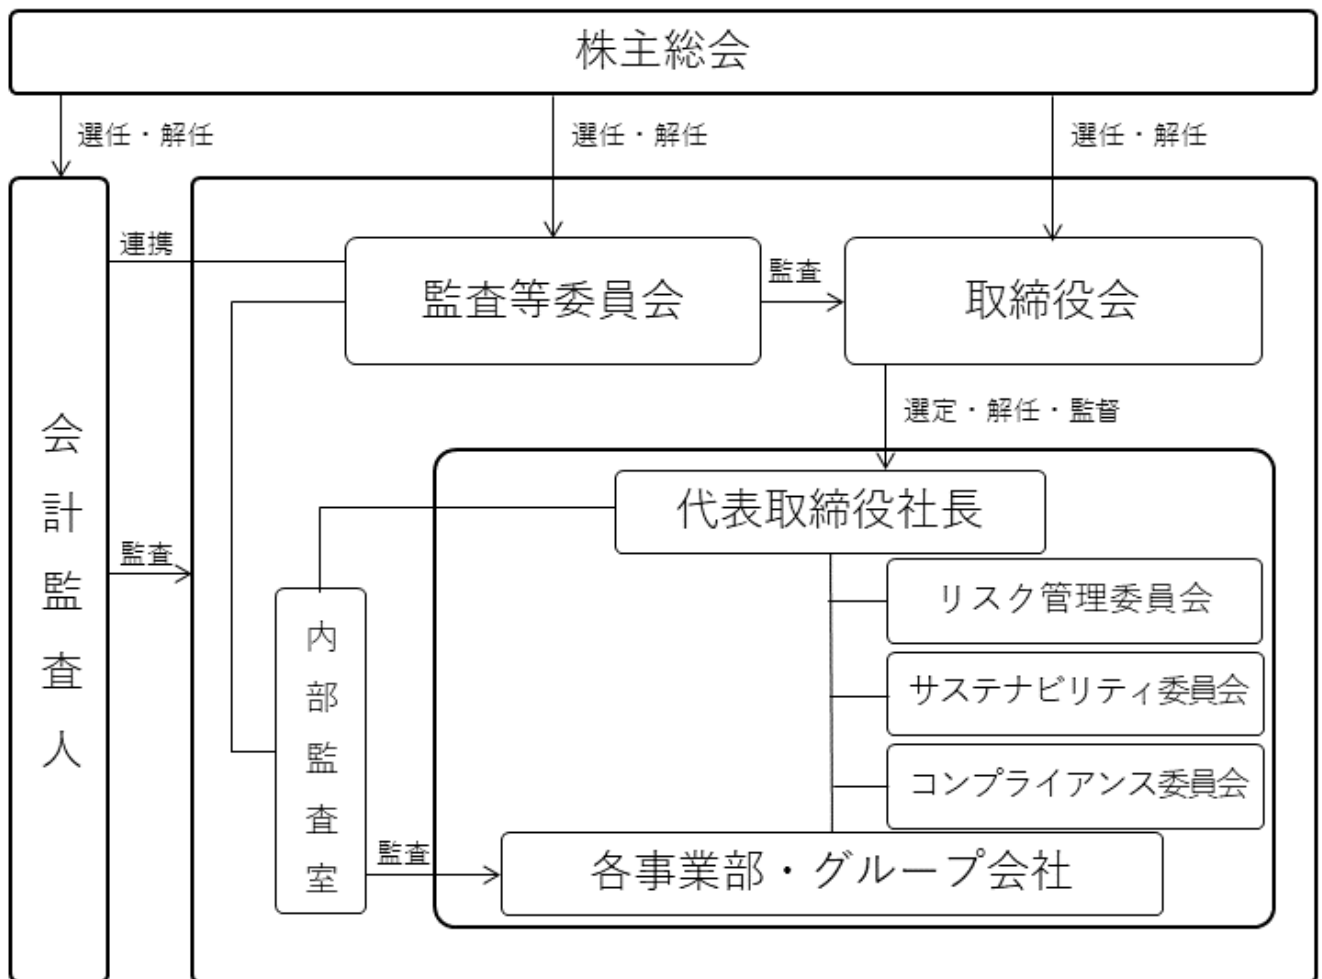 株主総会
選任・解任
選任・解任
選任・解任
連携
監査等委員会
監査
取締役会
選定・解任・監督
会計監査人
監査
代表取締役社長
リスク管理委員会
サステナビリティ委員会
コンプライアンス委員会
内部監査室
監査
各事業部・グループ会社